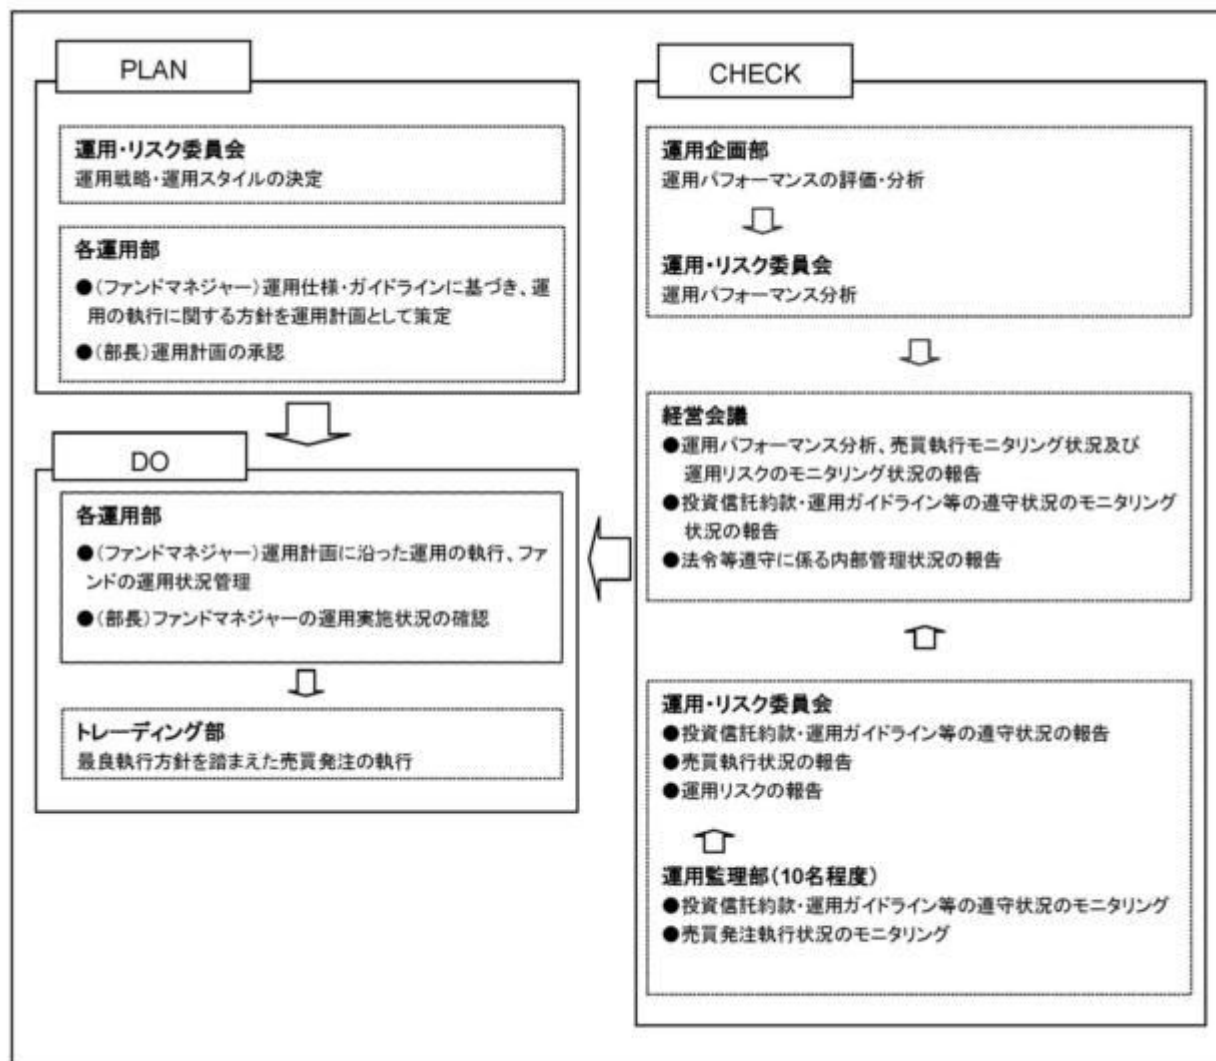 PLAN
運用・リスク委員会
運用戦略・運用スタイルの決定
各運用部
●(ファンドマネジャー)運用仕様・ガイドラインに基づき、運
用の執行に関する方針を運用計画として策定
●(部長)運用計画の承認
DO
各運用部
●(ファンドマネジャー)運用計画に沿った運用の執行、ファ
ンドの運用状況管理
●(部長)ファンドマネジャーの運用実施状況の確認
トレーディング部
最良執行方針を踏まえた売買発注の執行
CHECK
運用企画部
運用パフォーマンスの評価・分析
運用・リスク委員会
運用パフォーマンス分析
経営会議
●運用パフォーマンス分析、売買執行モニタリング状況及び
運用リスクのモニタリング状況の報告
●投資信託約款・運用ガイドライン等の遵守状況のモニタリング
状況の報告
●法令等遵守に係る内部管理状況の報告
運用・リスク委員会
●投資信託約款・運用ガイドライン等の遵守状況の報告
●売買執行状況の報告
●運用リスクの報告
運用監理部(10名程度)
●投資信託約款・運用ガイドライン等の遵守状況のモニタリング
●売買発注執行状況のモニタリング